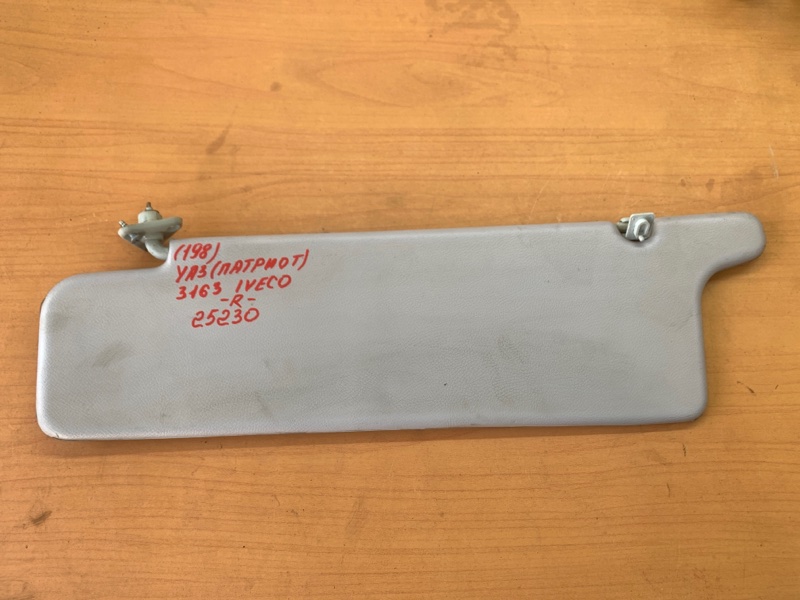 (198)
УАЗ (ПАТРИОТ)
3163 IVECO
-R-
25230